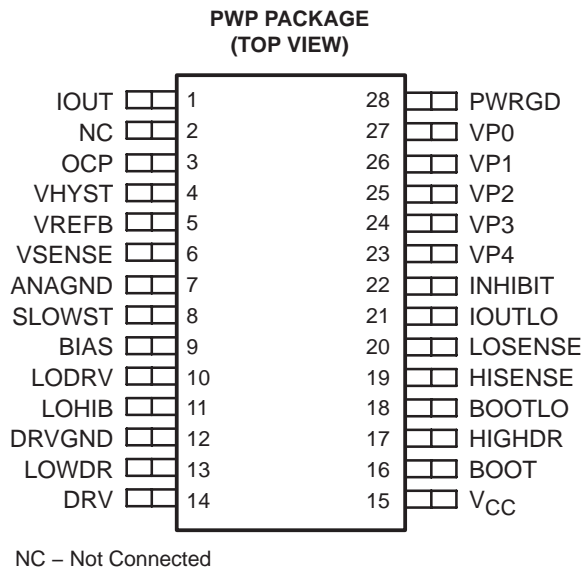 PWP PACKAGE
(TOP VIEW)
IOUT 1 28 PWRGD
NC 2 27 VP0
OCP 3 26 VP1
VHYST 4 25 VP2
VREFB 5 24 VP3
VSENSE 6 23 VP4
ANAGND 7 22 INHIBIT
SLOWST 8 21 IOUTLO
BIAS 9 20 LOSENSE
LODRV 10 19 HISENSE
LOHIB 11 18 BOOTLO
DRVGND 12 17 HIGHDR
LOWDR 13 16 BOOT
DRV 14 15 VCC
NC – Not Connected